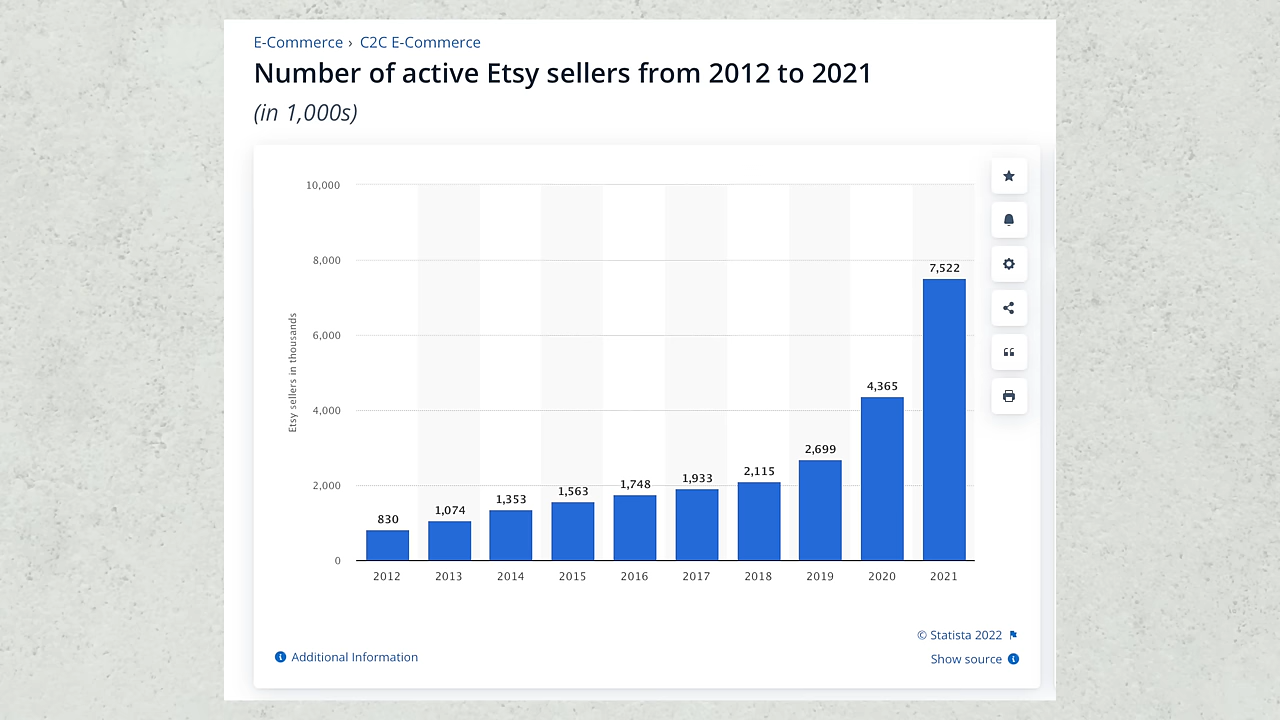 E-Commerce › C2C E-Commerce
Number of active Etsy sellers from 2012 to 2021
(in 1,000s)
10,000
8,000
6,000
4,000
2,000
0
Etsy sellers in thousands
830
1,074
1,353
1,563
1,748
1,933
2,115
2,699
4,365
7,522
2012 2013 2014 2015 2016 2017 2018 2019 2020 2021
© Statista 2022
Additional Information
Show source